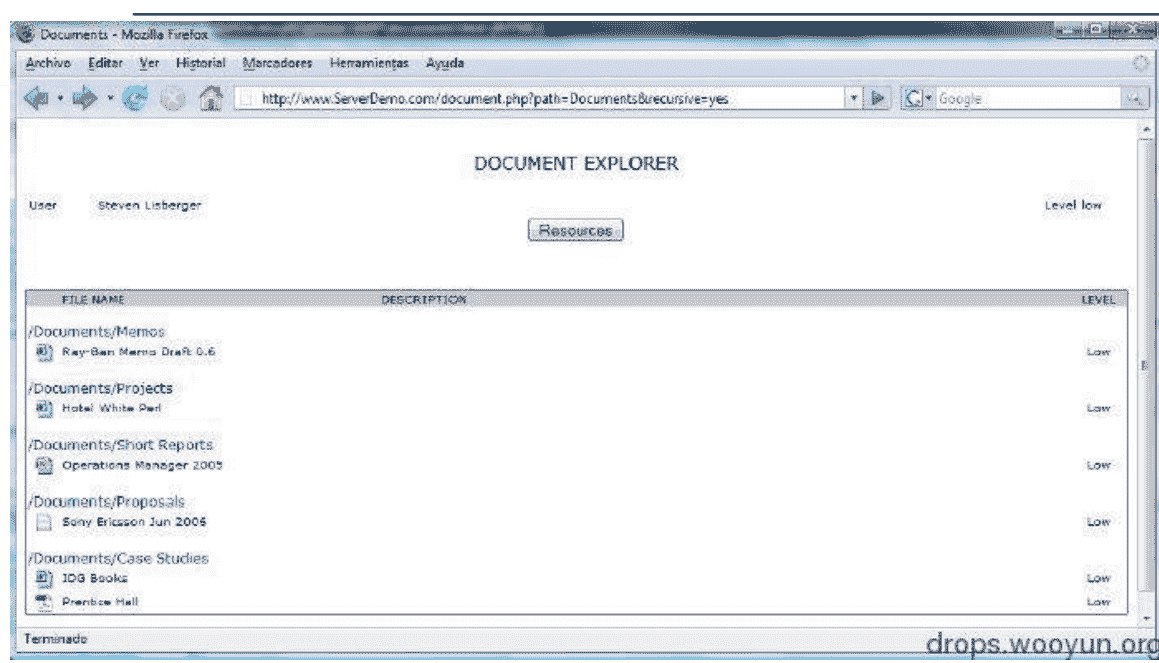 Documents - Mozilla Firefox
Archivo Editar Ver Historial Marcadores Herramientas Ayuda
http://www.ServerDemo.com/document.php?path=Documents&recursive=yes
Google
DOCUMENT EXPLORER
User Steven Lisberger Level low
Resources
FILE NAME DESCRIPTION LEVEL
/Documents/Memos
Ray-Ban Memo Draft 0.6 Low
/Documents/Projects
Hotel White Perl Low
/Documents/Short Reports
Operations Manager 2005 Low
/Documents/Proposals
Sony Ericsson Jun 2006 Low
/Documents/Case Studies
IDG Books Low
Prentice Hall Low
Terminado
drops.wooyun.org